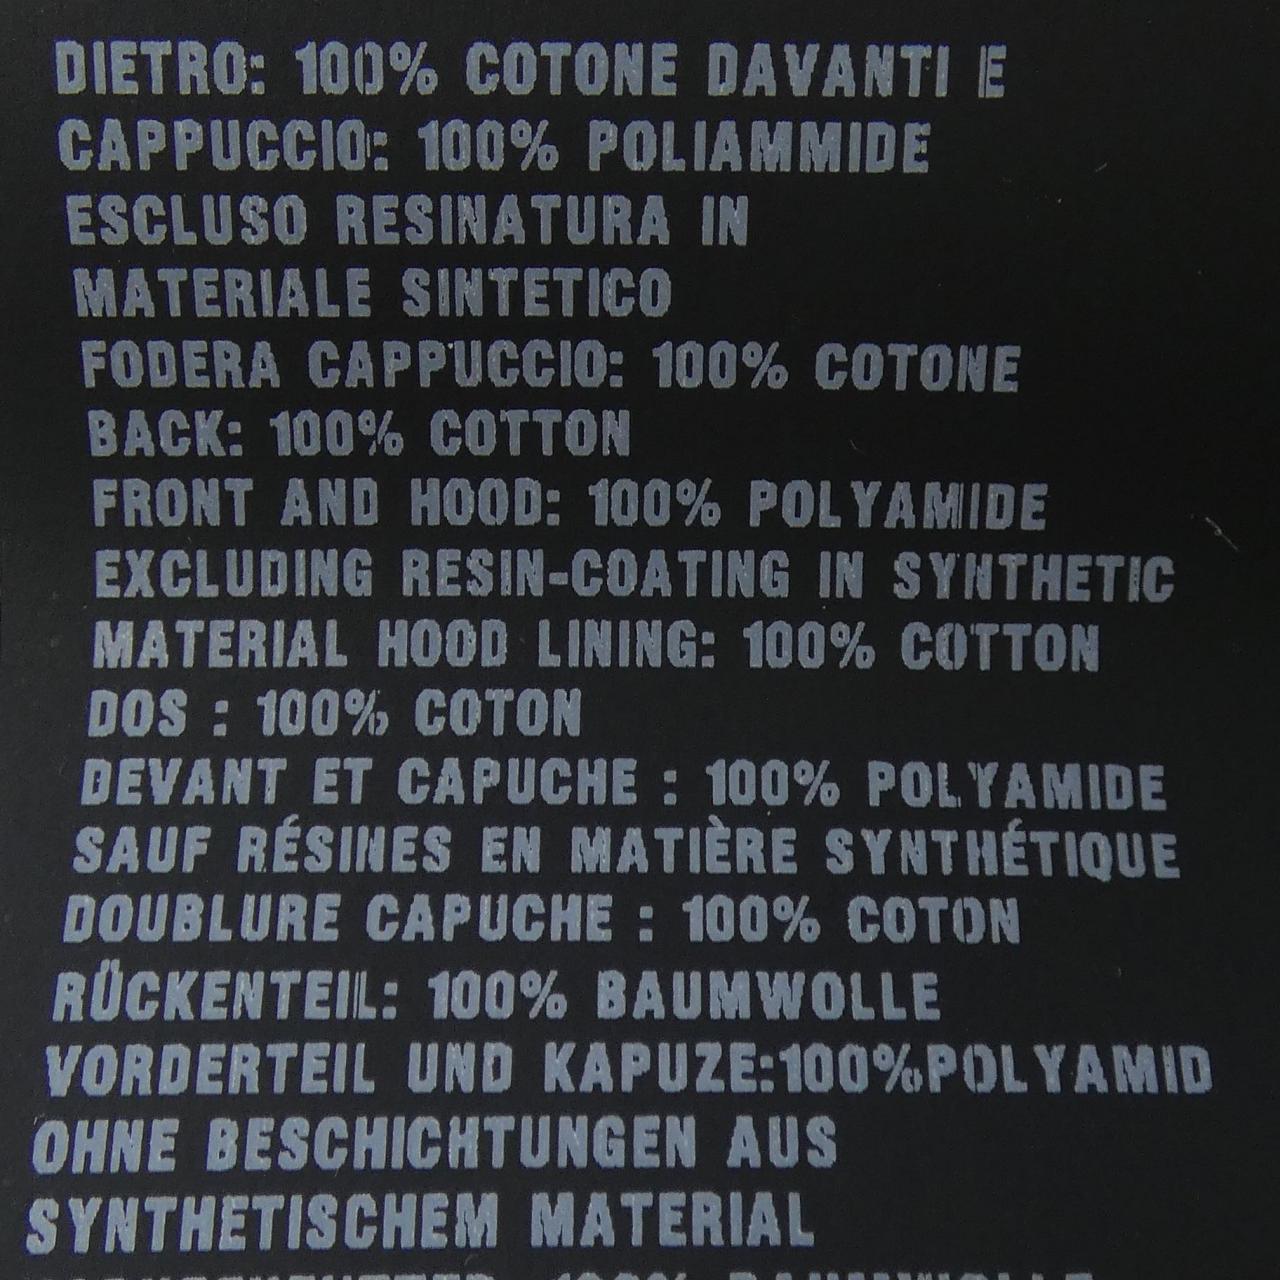 DIETRO: 100% COTONE DAVANTI E
CAPPUCCIO: 100% POLIAMMIDE
ESCLUSO RESINATURA IN
MATERIALE SINTETICO
FODERA CAPPUCCIO: 100% COTONE
BACK: 100% COTTON
FRONT AND HOOD: 100% POLYAMIDE
EXCLUDING RESIN-COATING IN SYNTHETIC
MATERIAL HOOD LINING: 100% COTTON
DOS : 100% COTON
DEVANT ET CAPUCHE : 100% POLYAMIDE
SAUF RÉSINES EN MATIÈRE SYNTHÉTIQUE
DOUBLURE CAPUCHE : 100% COTON
RÜCKENTEIL: 100% BAUMWOLLE
VORDERTEIL UND KAPUZE:100%POLYAMID
OHNE BESCHICHTUNGEN AUS
SYNTHETISCHEM MATERIAL
100% BAUMWOLLE